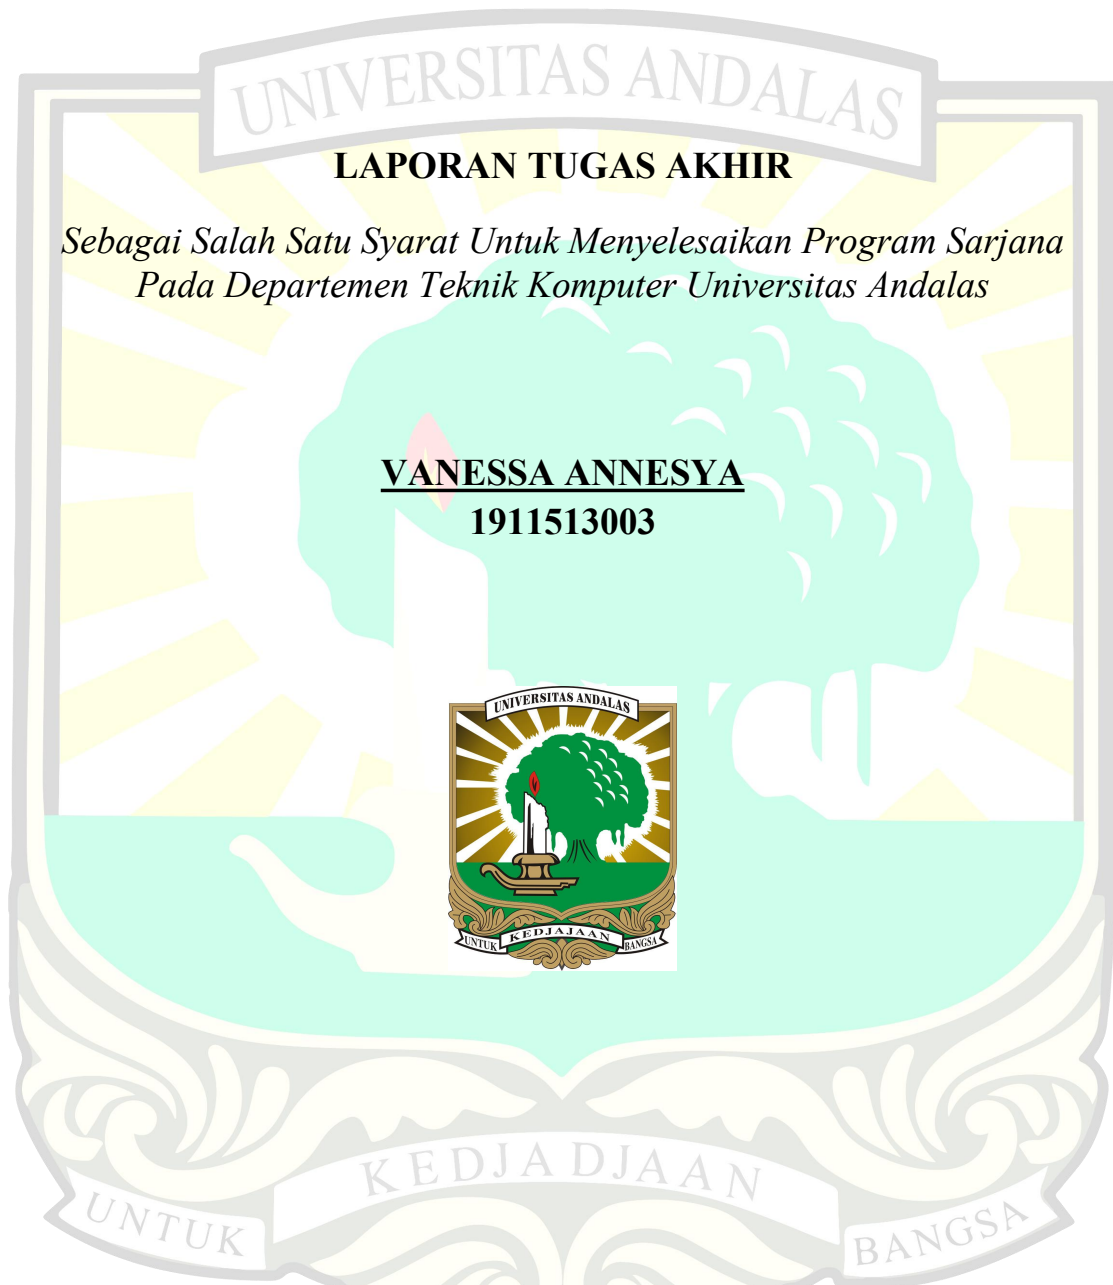 UNIVERSITAS ANDALAS
LAPORAN TUGAS AKHIR
Sebagai Salah Satu Syarat Untuk Menyelesaikan Program Sarjana
Pada Departemen Teknik Komputer Universitas Andalas
VANESSA ANNESYA
1911513003
UNIVERSITAS ANDALAS
UNTUK KEDJAJAAN BANGSA
UNTUK KEDJADJAAN BANGSA